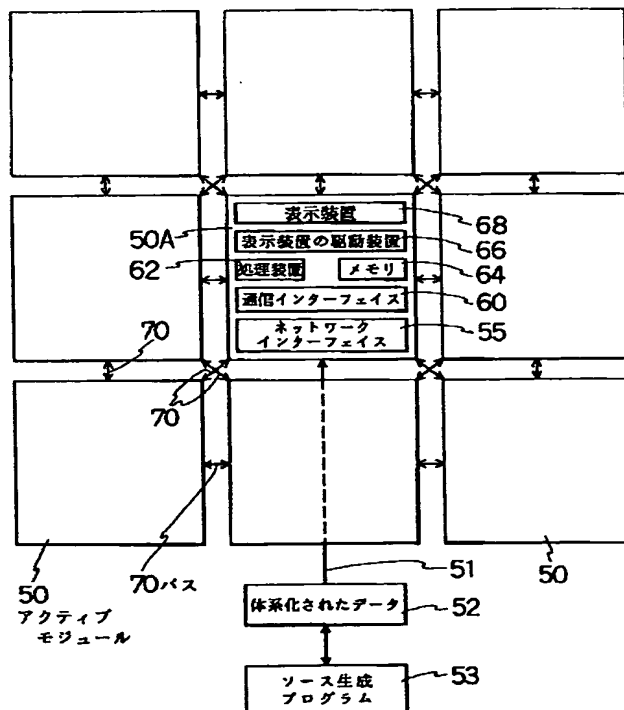 表示装置
68
50A
表示装置の駆動装置
66
62
処理装置
メモリ
64
通信インターフェイス
60
ネットワーク
インターフェイス
55
70
70
50
アクティブ
モジュール
70バス
51
50
体系化されたデータ
52
ソース生成
プログラム
53